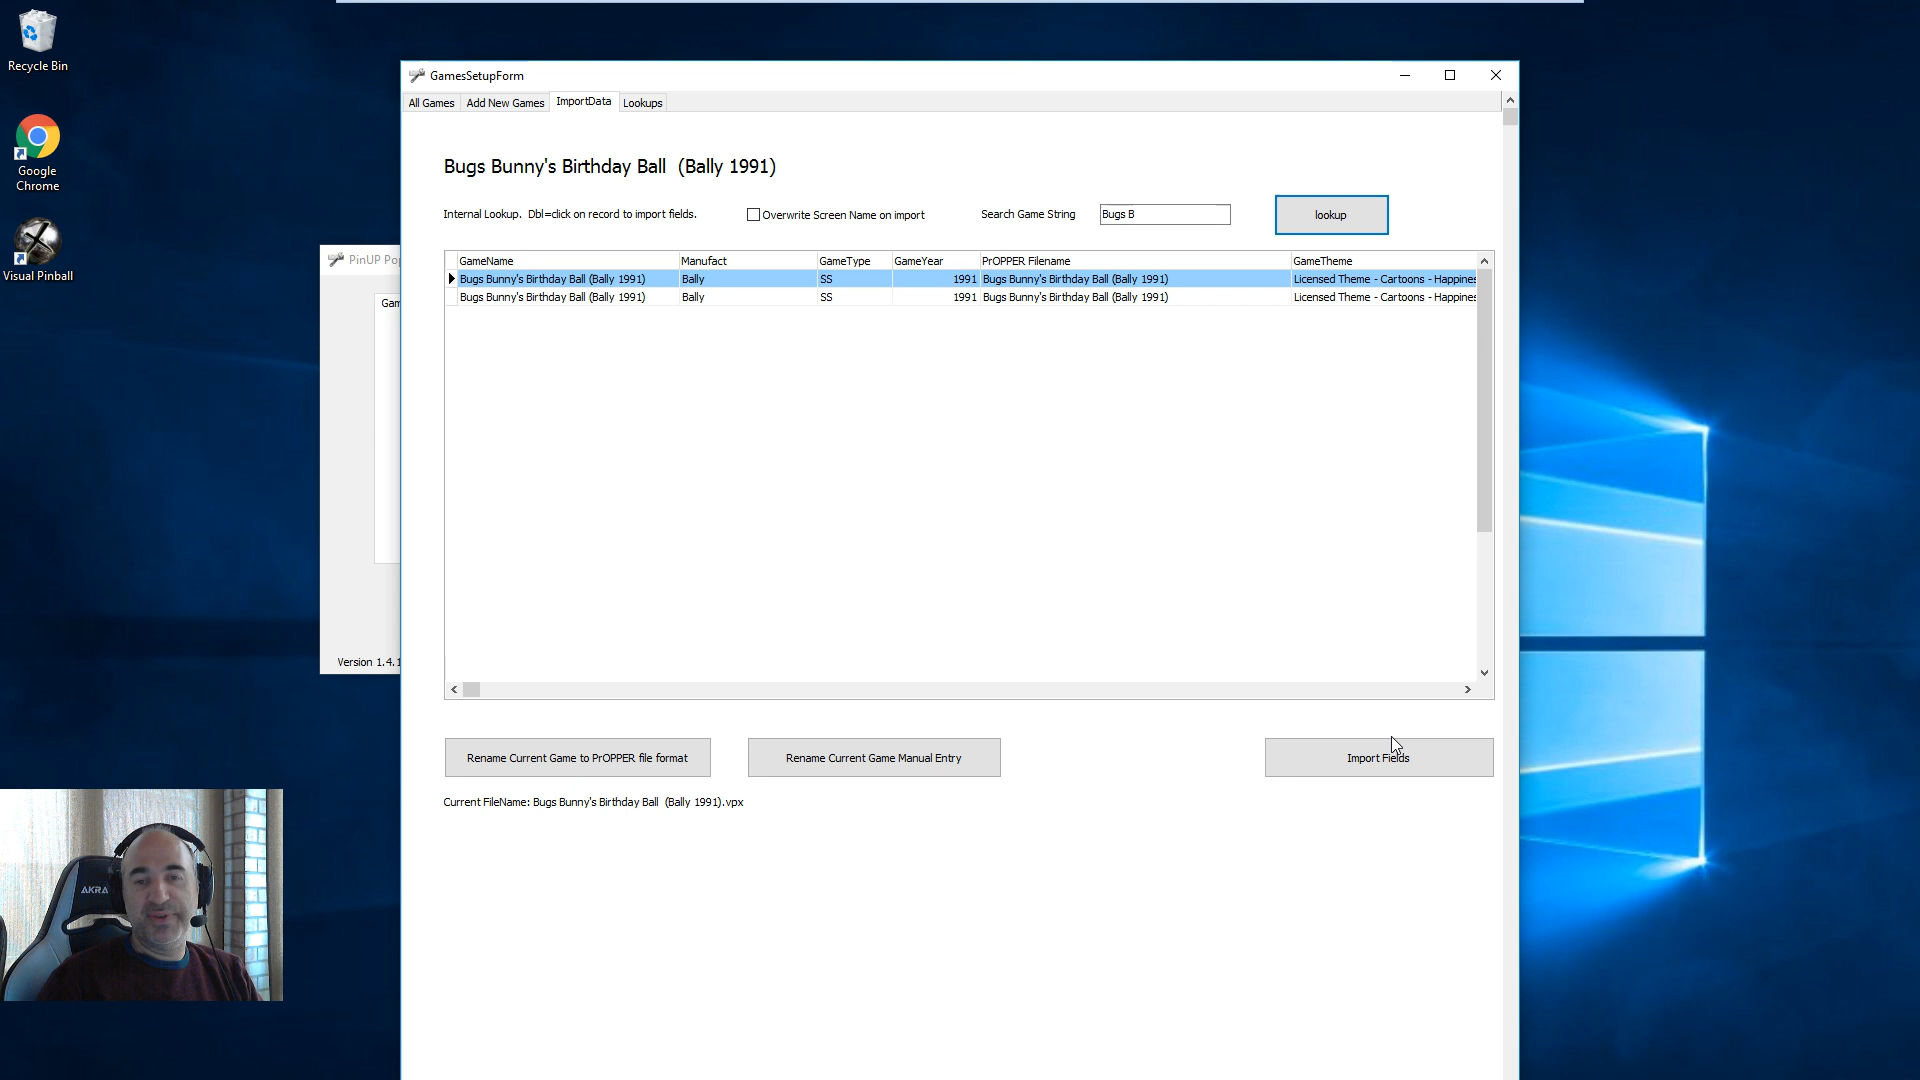 Recycle Bin
Google
Chrome
Visual Pinball
PinUP Pop
Gam
Version 1.4.1
GamesSetupForm
All Games Add New Games ImportData Lookups
Bugs Bunny's Birthday Ball  (Bally 1991)
Internal Lookup.  Dbl=click on record to import fields. Overwrite Screen Name on import Search Game String Bugs B lookup
GameName Manufact GameType GameYear PrOPPER Filename GameTheme
Bugs Bunny's Birthday Ball (Bally 1991) Bally SS 1991 Bugs Bunny's Birthday Ball (Bally 1991) Licensed Theme - Cartoons - Happines
Bugs Bunny's Birthday Ball (Bally 1991) Bally SS 1991 Bugs Bunny's Birthday Ball (Bally 1991) Licensed Theme - Cartoons - Happines
Rename Current Game to PrOPPER file format Rename Current Game Manual Entry Import Fields
Current FileName: Bugs Bunny's Birthday Ball  (Bally 1991).vpx
AKRA